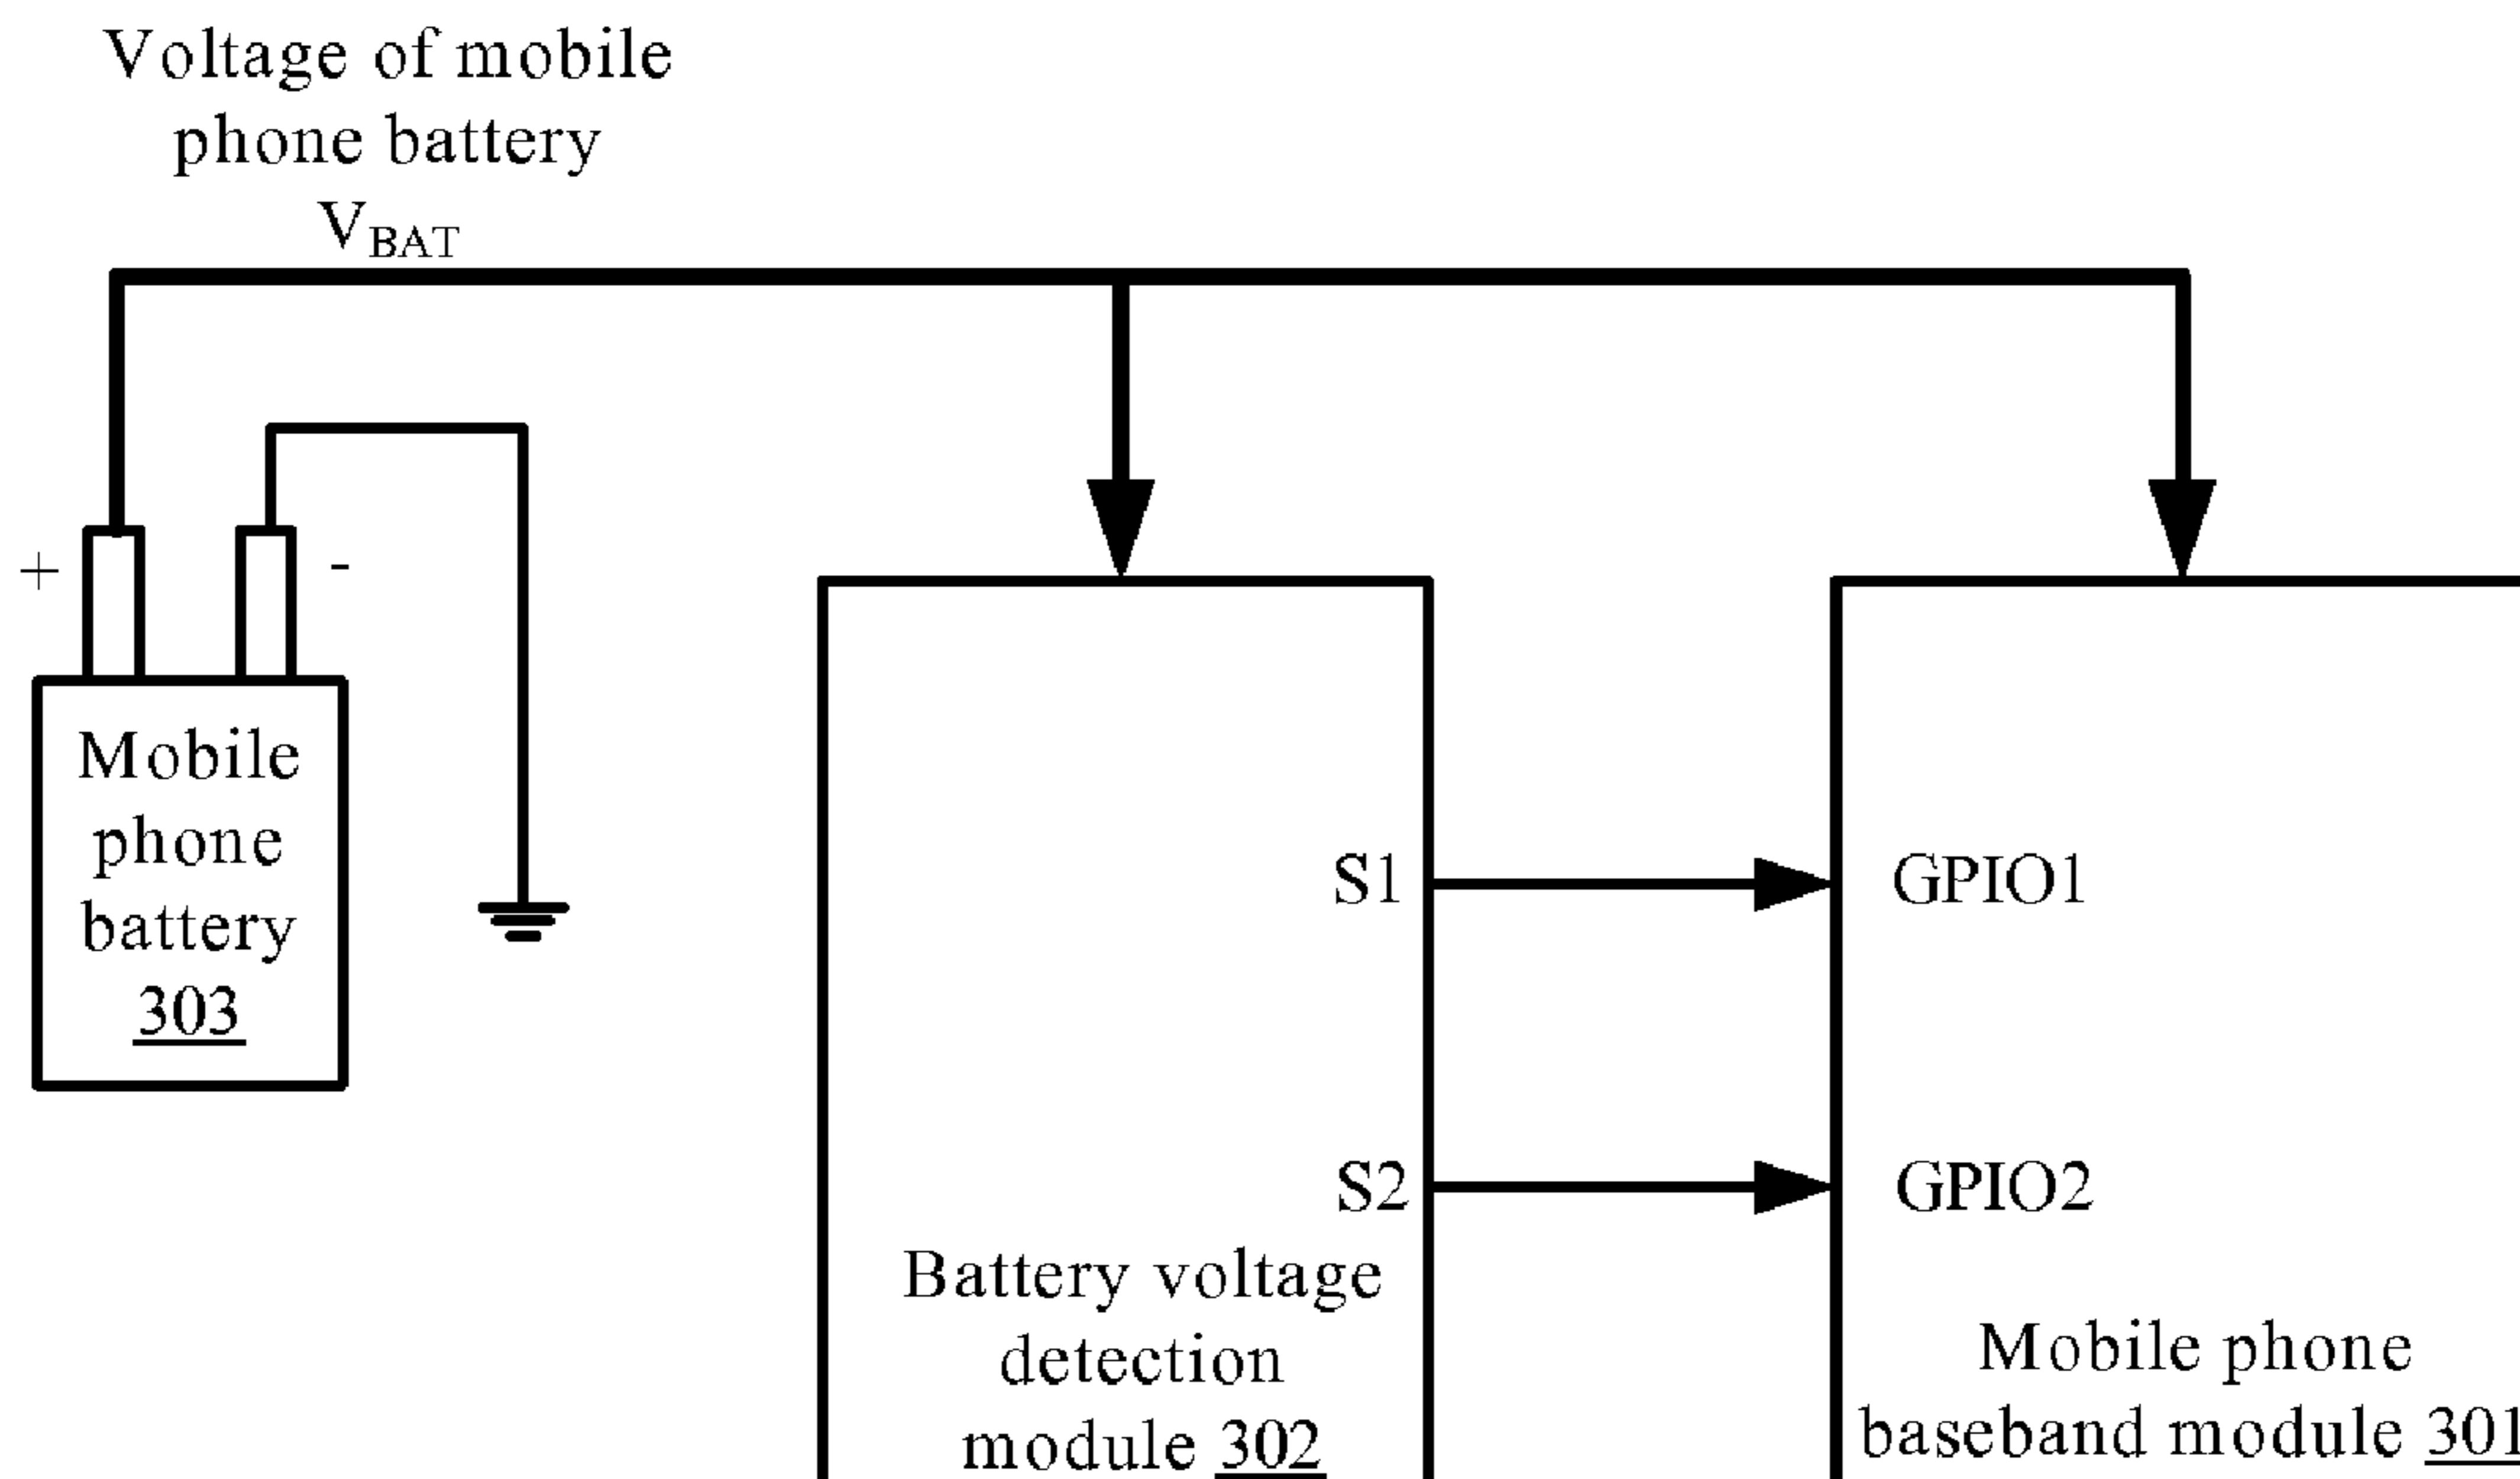 Voltage of mobile
phone battery
VBAT
+
-
Mobile
phone
battery
303
S1
GPIO1
S2
GPIO2
Battery voltage
detection
module 302
Mobile phone
baseband module 301